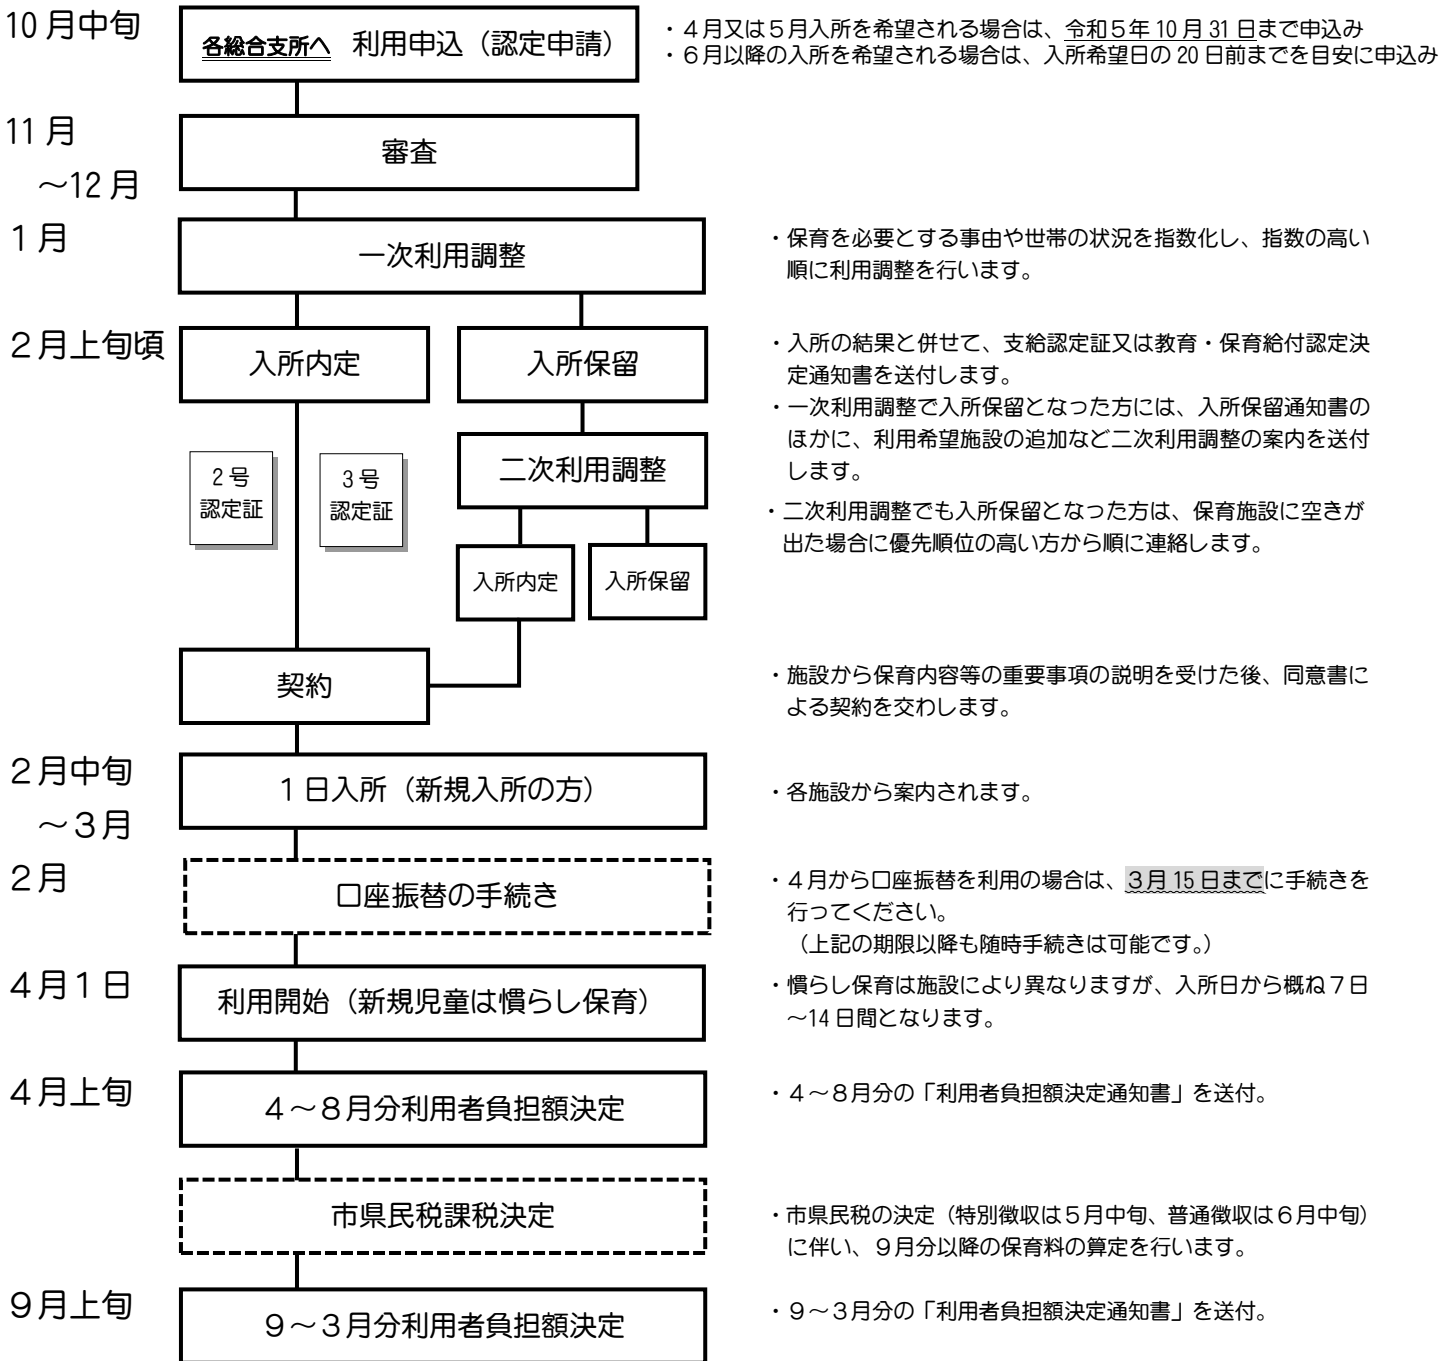 10月中旬
各総合支所へ 利用申込（認定申請）
・４月又は５月入所を希望される場合は、令和５年10月31日まで申込み
・６月以降の入所を希望される場合は、入所希望日の20日前までを目安に申込み
11月
～12月
審査
１月
一次利用調整
・保育を必要とする事由や世帯の状況を指数化し、指数の高い
順に利用調整を行います。
２月上旬頃
入所内定
入所保留
・入所の結果と併せて、支給認定証又は教育・保育給付認定決
定通知書を送付します。
・一次利用調整で入所保留となった方には、入所保留通知書の
ほかに、利用希望施設の追加など二次利用調整の案内を送付
します。
２号
認定証
３号
認定証
二次利用調整
・二次利用調整でも入所保留となった方は、保育施設に空きが
出た場合に優先順位の高い方から順に連絡します。
入所内定
入所保留
契約
・施設から保育内容等の重要事項の説明を受けた後、同意書に
よる契約を交わします。
２月中旬
～３月
１日入所（新規入所の方）
・各施設から案内されます。
２月
口座振替の手続き
・４月から口座振替を利用の場合は、３月15日までに手続きを
行ってください。
（上記の期限以降も随時手続きは可能です。）
４月１日
利用開始（新規児童は慣らし保育）
・慣らし保育は施設により異なりますが、入所日から概ね７日
～14日間となります。
４月上旬
４～８月分利用者負担額決定
・４～８月分の「利用者負担額決定通知書」を送付。
市県民税課税決定
・市県民税の決定（特別徴収は５月中旬、普通徴収は６月中旬）
に伴い、９月分以降の保育料の算定を行います。
９月上旬
９～３月分利用者負担額決定
・９～３月分の「利用者負担額決定通知書」を送付。